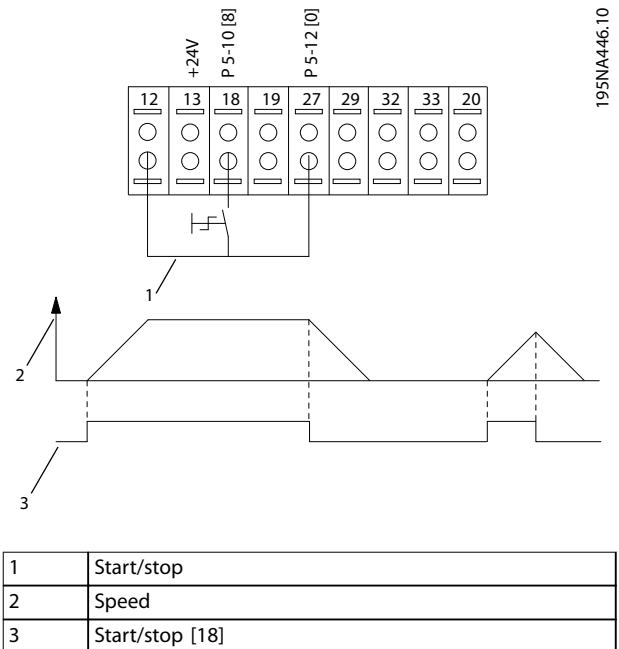 195NA446.10
+24V
P 5-10 [8]
P 5-12 [0]
12 13 18 19 27 29 32 33 20
1
2
3
1 Start/stop
2 Speed
3 Start/stop [18]